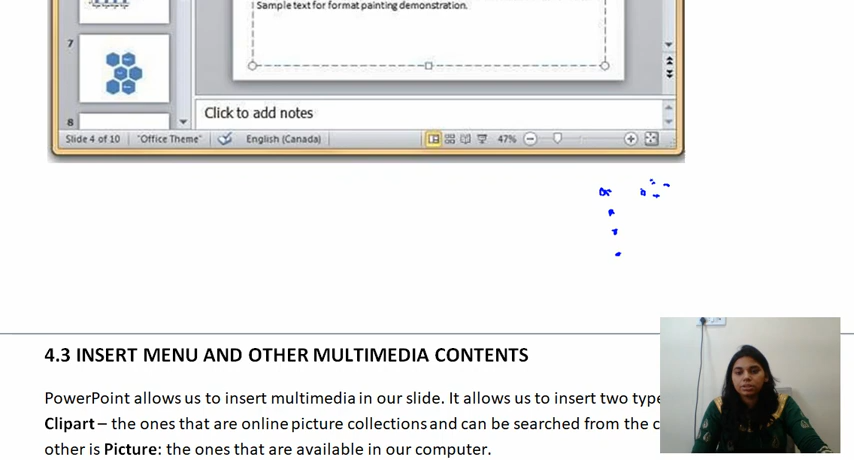 Sample text for format painting demonstration.
7
Click to add notes
8
Slide 4 of 10 "Office Theme" English (Canada) 47%
4.3 INSERT MENU AND OTHER MULTIMEDIA CONTENTS
PowerPoint allows us to insert multimedia in our slide. It allows us to insert two type
Clipart – the ones that are online picture collections and can be searched from the c
other is Picture: the ones that are available in our computer.